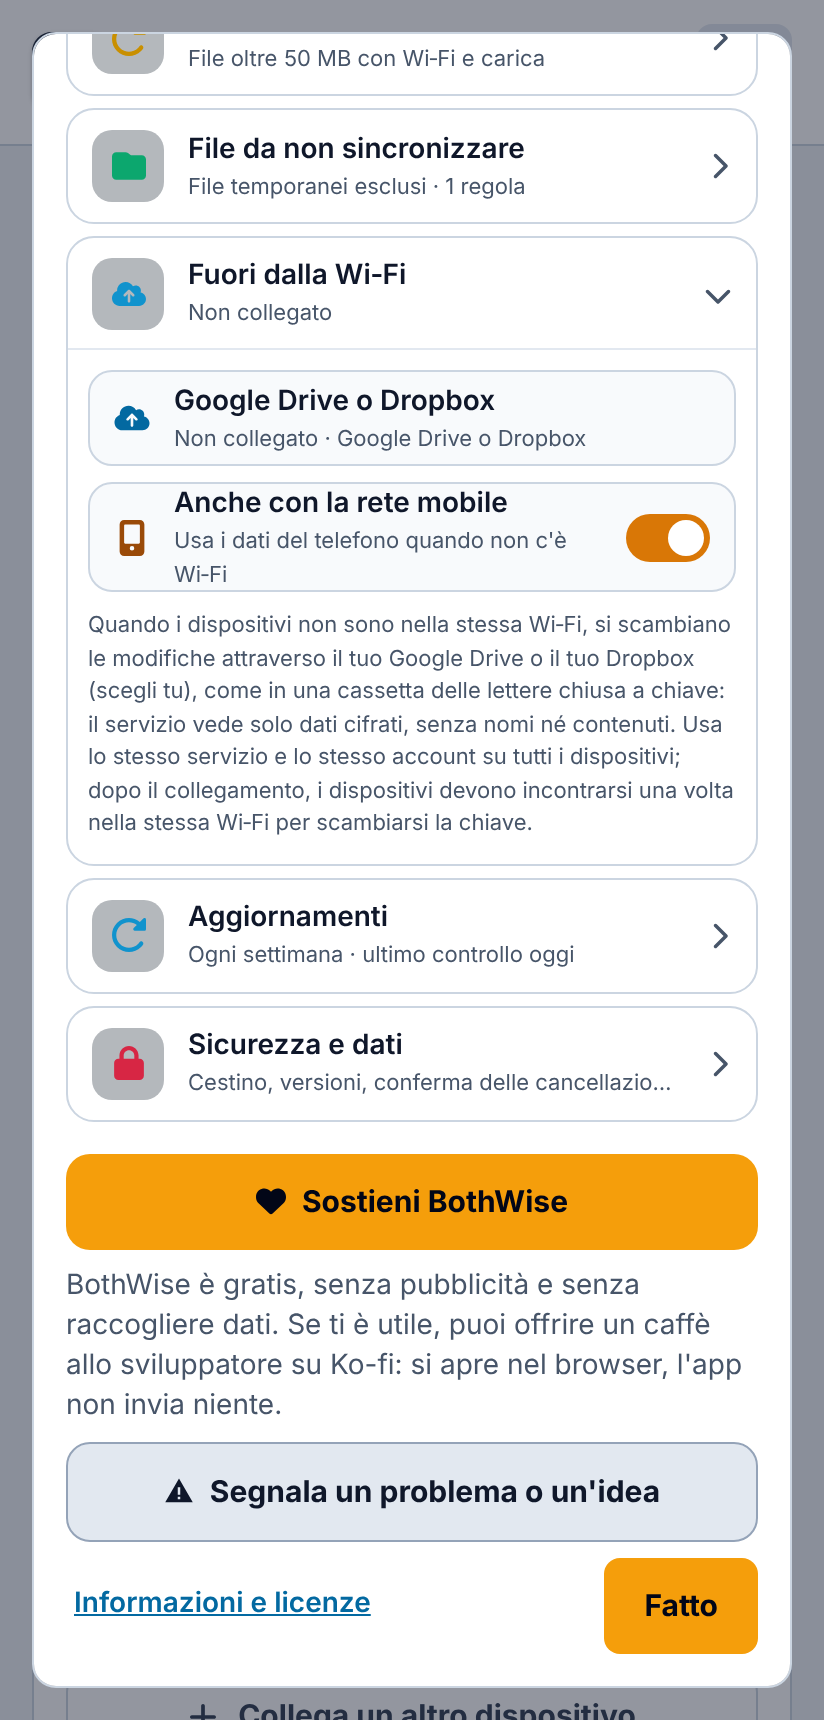 File oltre 50 MB con Wi-Fi e carica
File da non sincronizzare
File temporanei esclusi · 1 regola
Fuori dalla Wi-Fi
Non collegato
Google Drive o Dropbox
Non collegato · Google Drive o Dropbox
Anche con la rete mobile
Usa i dati del telefono quando non c'è
Wi-Fi
Quando i dispositivi non sono nella stessa Wi-Fi, si scambiano
le modifiche attraverso il tuo Google Drive o il tuo Dropbox
(scegli tu), come in una cassetta delle lettere chiusa a chiave:
il servizio vede solo dati cifrati, senza nomi né contenuti. Usa
lo stesso servizio e lo stesso account su tutti i dispositivi;
dopo il collegamento, i dispositivi devono incontrarsi una volta
nella stessa Wi-Fi per scambiarsi la chiave.
Aggiornamenti
Ogni settimana · ultimo controllo oggi
Sicurezza e dati
Cestino, versioni, conferma delle cancellazio...
Sostieni BothWise
BothWise è gratis, senza pubblicità e senza
raccogliere dati. Se ti è utile, puoi offrire un caffè
allo sviluppatore su Ko-fi: si apre nel browser, l'app
non invia niente.
Segnala un problema o un'idea
Informazioni e licenze
Fatto
Collega un altro dispositivo